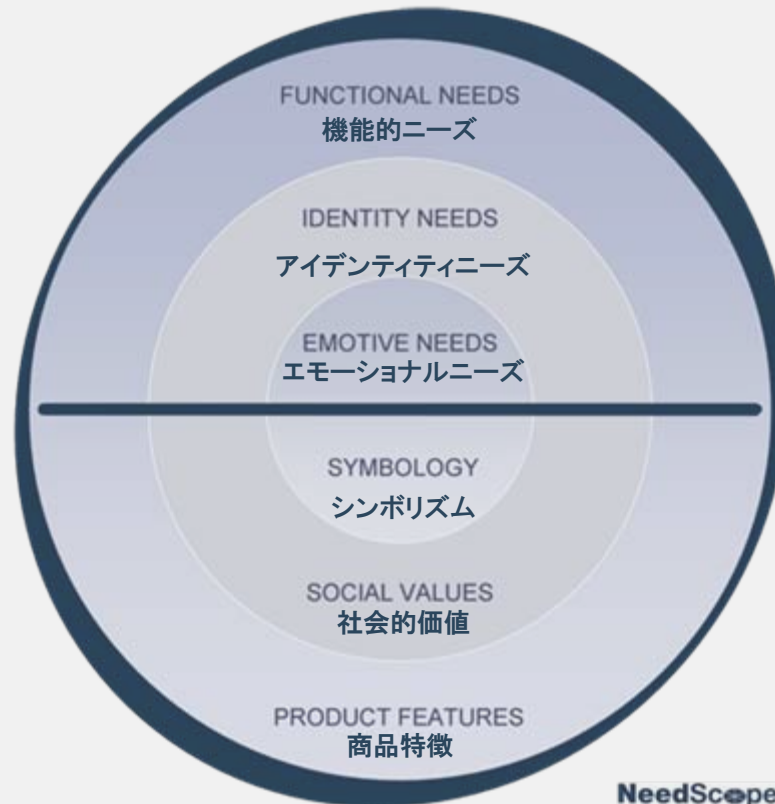 FUNCTIONAL NEEDS
機能的ニーズ
IDENTITY NEEDS
アイデンティティニーズ
EMOTIVE NEEDS
エモーショナルニーズ
SYMBOLOGY
シンボリズム
SOCIAL VALUES
社会的価値
PRODUCT FEATURES
商品特徴
NeedScope